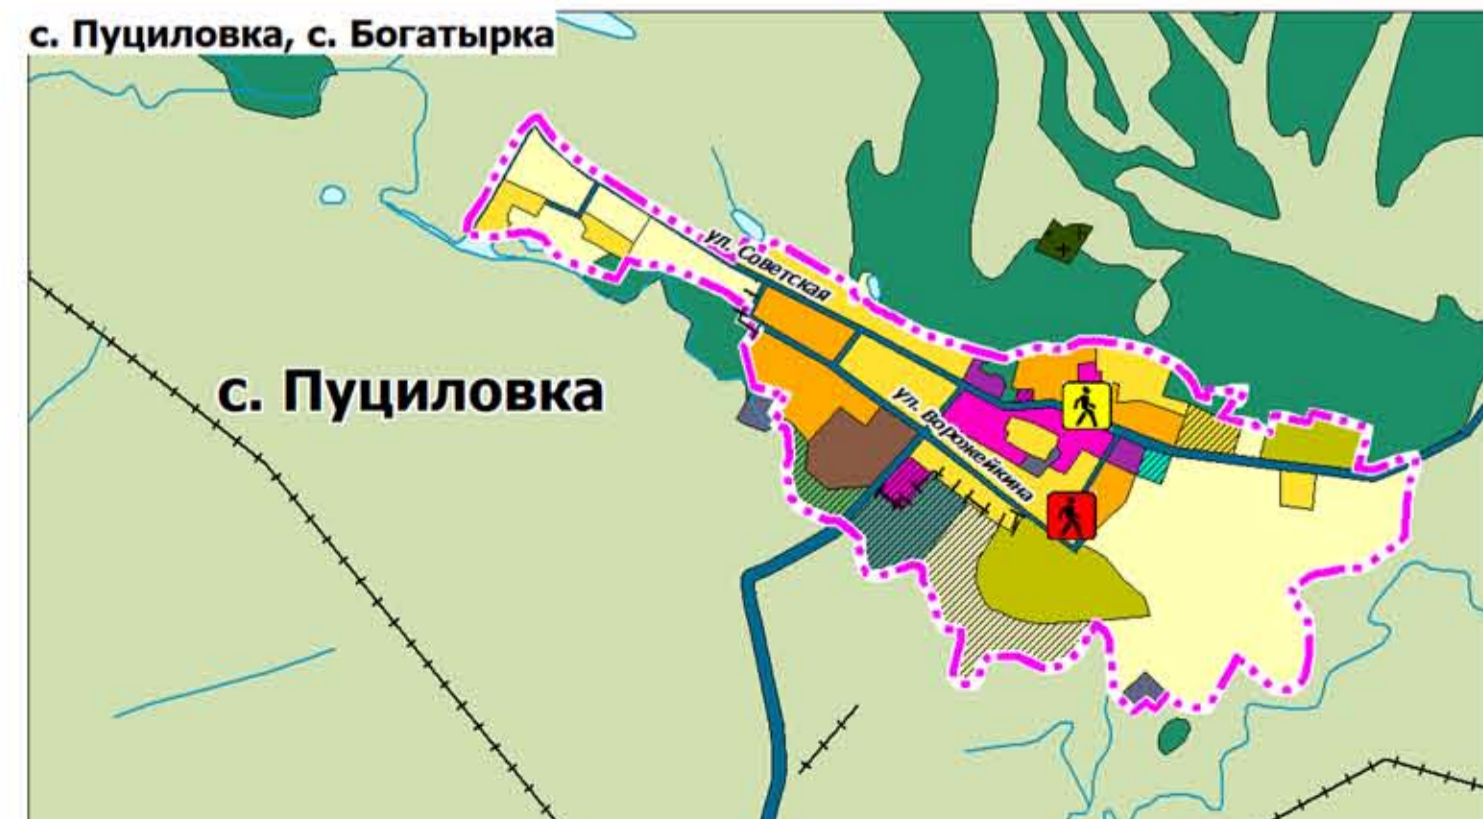 с. Пуциловка, с. Богатырка
ул. Советская
с. Пуциловка
ул. Ворожейкина